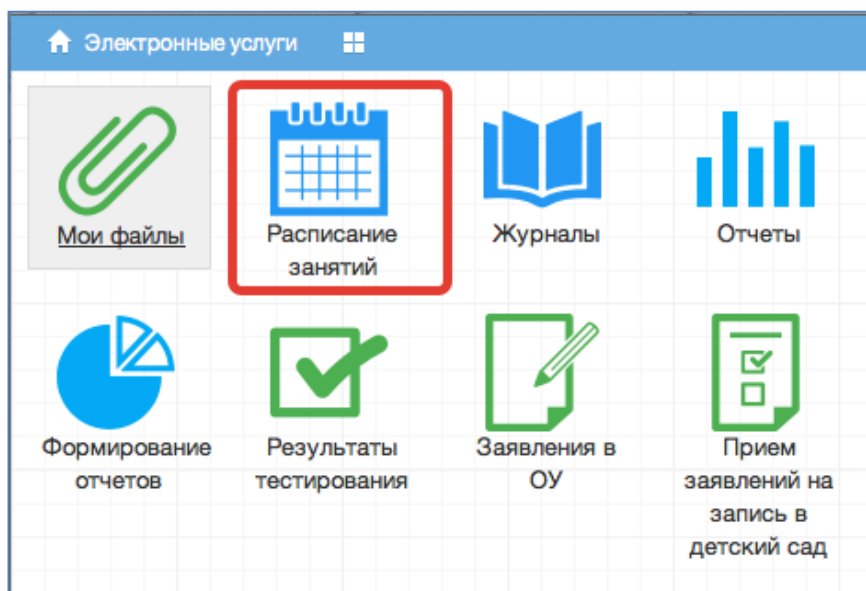 Электронные услуги
Мои файлы
Расписание
занятий
Журналы
Отчеты
Формирование
отчетов
Результаты
тестирования
Заявления в
ОУ
Прием
заявлений на
запись в
детский сад